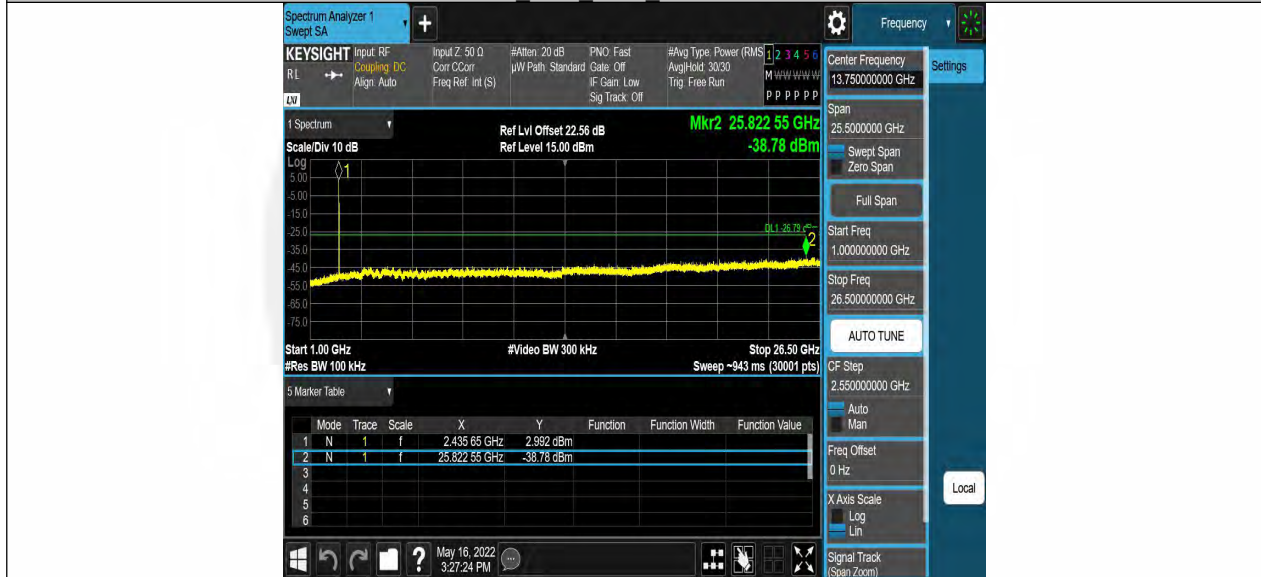 Spectrum Analyzer 1
Swept SA
+
Frequency
KEYSIGHT
RL
LXI
Input: RF
Coupling: DC
Align: Auto
Input Z: 50 Ω
Corr CCorr
Freq Ref: Int (S)
#Atten: 20 dB
µW Path: Standard
PNO: Fast
Gate: Off
IF Gain: Low
Sig Track: Off
#Avg Type: Power (RMS
Avg|Hold: 30/30
Trig: Free Run
1 2 3 4 5 6
M W W W W W
P P P P P P
1 Spectrum
Scale/Div 10 dB
Ref Lvl Offset 22.56 dB
Ref Level 15.00 dBm
Mkr2 25.822 55 GHz
-38.78 dBm
Log
5.00
-5.00
-15.0
-25.0
-35.0
-45.0
-55.0
-65.0
-75.0
1
DL1 -26.79
2
Start 1.00 GHz
#Video BW 300 kHz
Stop 26.50 GHz
#Res BW 100 kHz
Sweep ~943 ms (30001 pts)
5 Marker Table
Mode Trace Scale X Y Function Function Width Function Value
1 N 1 f 2.435 65 GHz 2.992 dBm
2 N 1 f 25.822 55 GHz -38.78 dBm
3
4
5
6
?
May 16, 2022
3:27:24 PM
Center Frequency
13.750000000 GHz
Settings
Span
25.5000000 GHz
Swept Span
Zero Span
Full Span
Start Freq
1.000000000 GHz
Stop Freq
26.500000000 GHz
AUTO TUNE
CF Step
2.550000000 GHz
Auto
Man
Freq Offset
0 Hz
X Axis Scale
Log
Lin
Signal Track
(Span Zoom)
Local